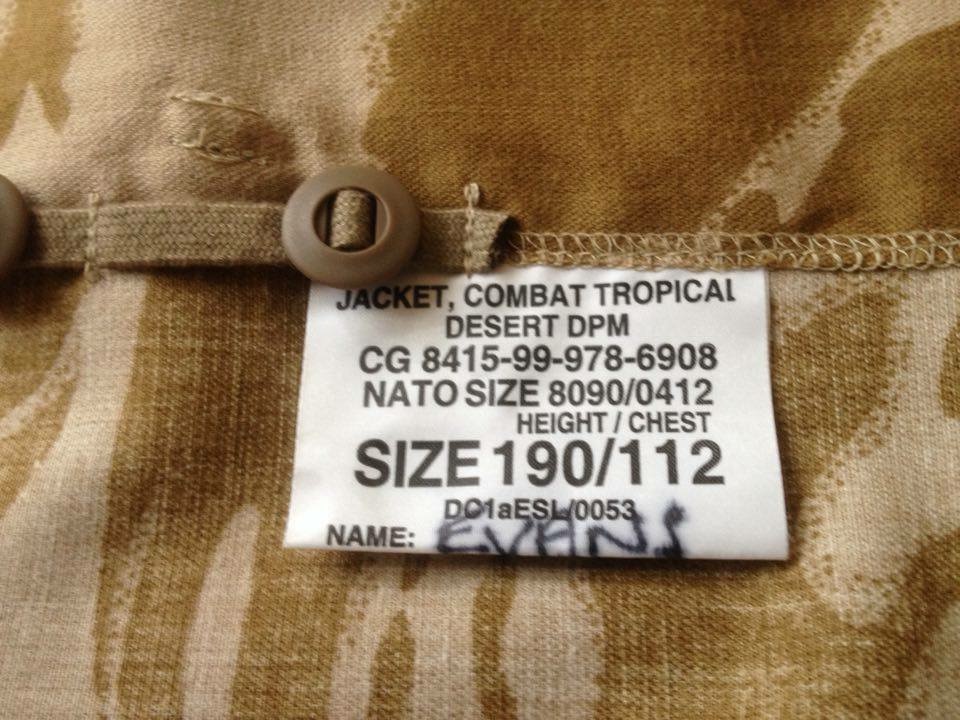 JACKET, COMBAT TROPICAL
DESERT DPM
CG 8415-99-978-6908
NATO SIZE 8090/0412
HEIGHT / CHEST
SIZE 190/112
DC1aESL/0053
NAME: EVANS